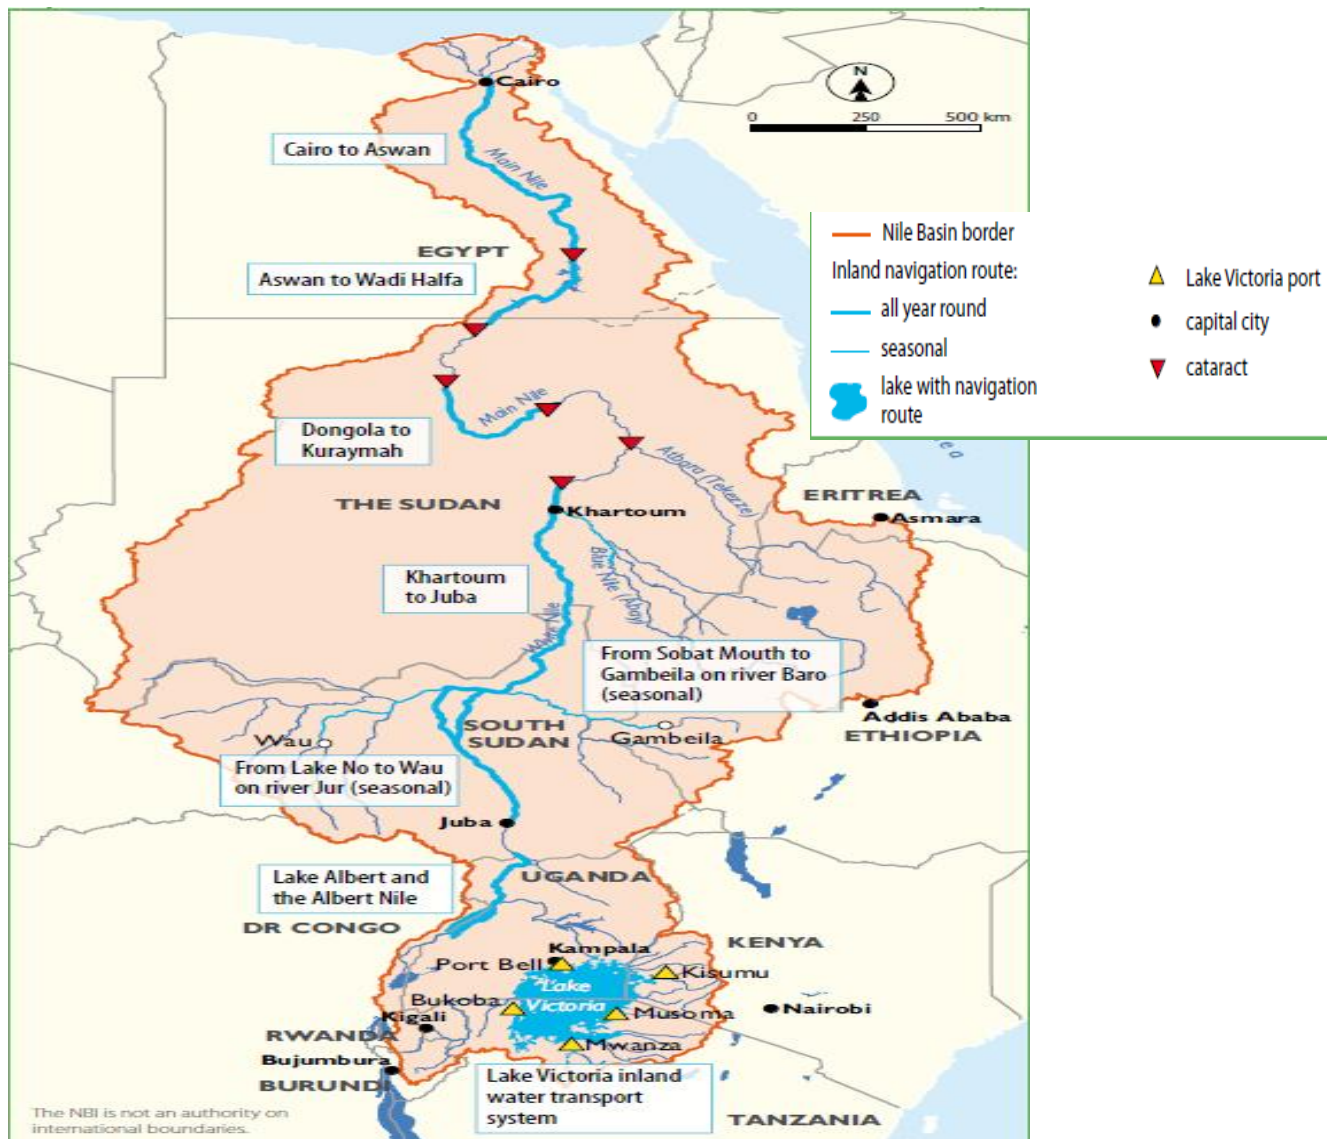 Cairo
N
0 250 500 km
Cairo to Aswan
Main Nile
EGYPT
Aswan to Wadi Halfa
Nile Basin border
Inland navigation route:
all year round
seasonal
lake with navigation
route
Lake Victoria port
capital city
cataract
Main Nile
Dongola to
Kuraymah
ea
Atbara (Tekezze)
THE SUDAN
ERITREA
Asmara
Khartoum
Blue Nile (Abay)
Khartoum
to Juba
White Nile
From Sobat Mouth to
Gambeila on river Baro
(seasonal)
Addis Ababa
ETHIOPIA
SOUTH
SUDAN
Gambeila
Wau
From Lake No to Wau
on river Jur (seasonal)
Juba
UGANDA
Lake Albert and
the Albert Nile
DR CONGO
KENYA
Kampala
Port Bell
Kisumu
Lake
Victoria
Bukoba
Musoma
Nairobi
Kigali
RWANDA
Mwanza
Bujumbura
BURUNDI
Lake Victoria inland
water transport
system
TANZANIA
The NBI is not an authority on
international boundaries.